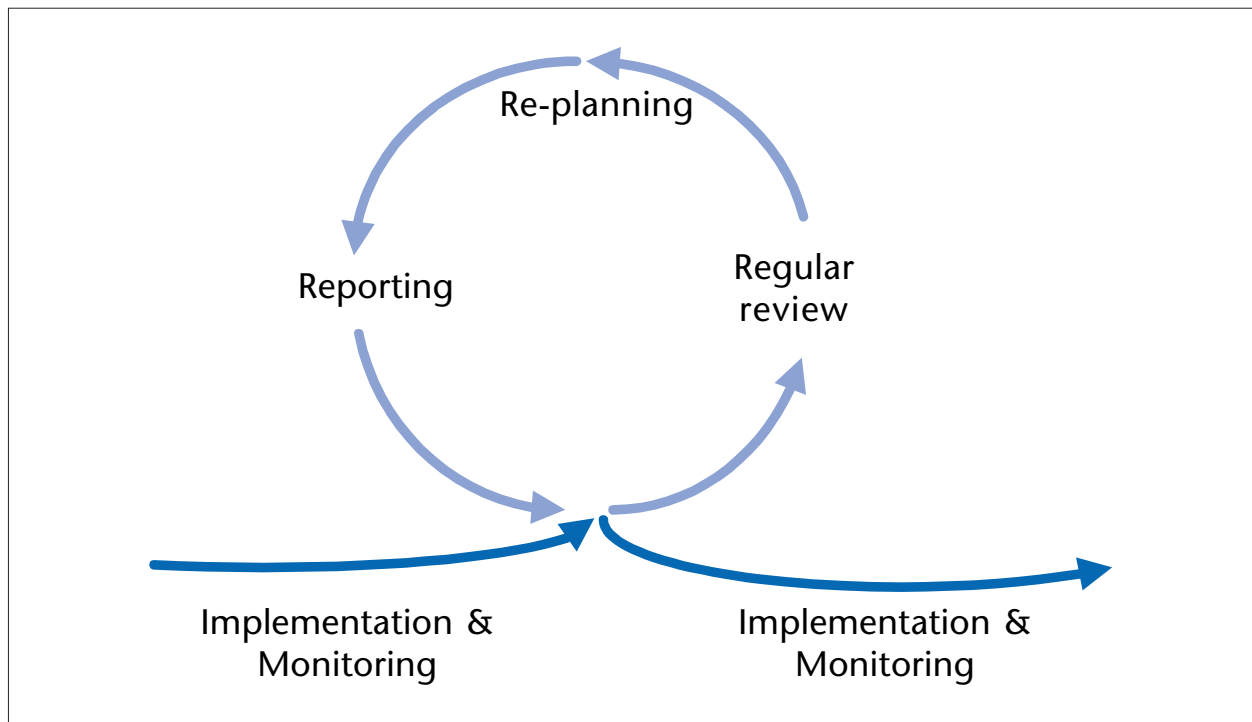 Re-planning
Reporting
Regular
review
Implementation &
Monitoring
Implementation &
Monitoring